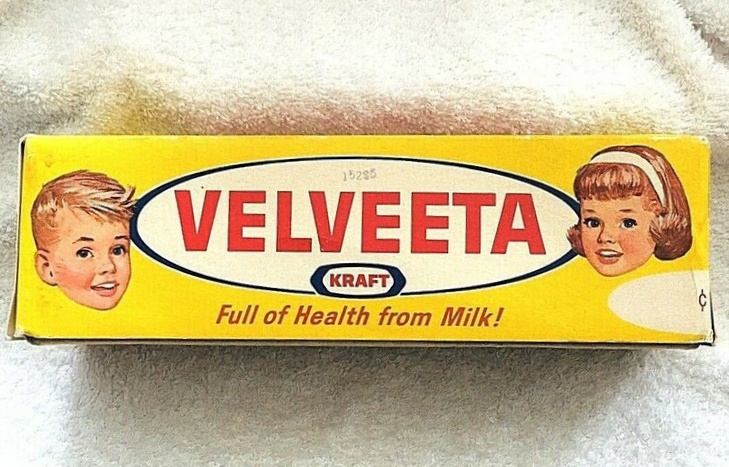 15285
VELVEETA
KRAFT
Full of Health from Milk!
¢